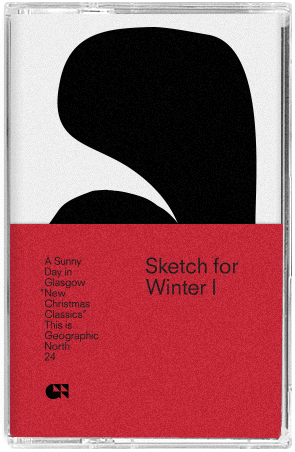 A Sunny
Day in
Glasgow
"New
Christmas
Classics"
This is
Geographic
North
24
Sketch for
Winter I